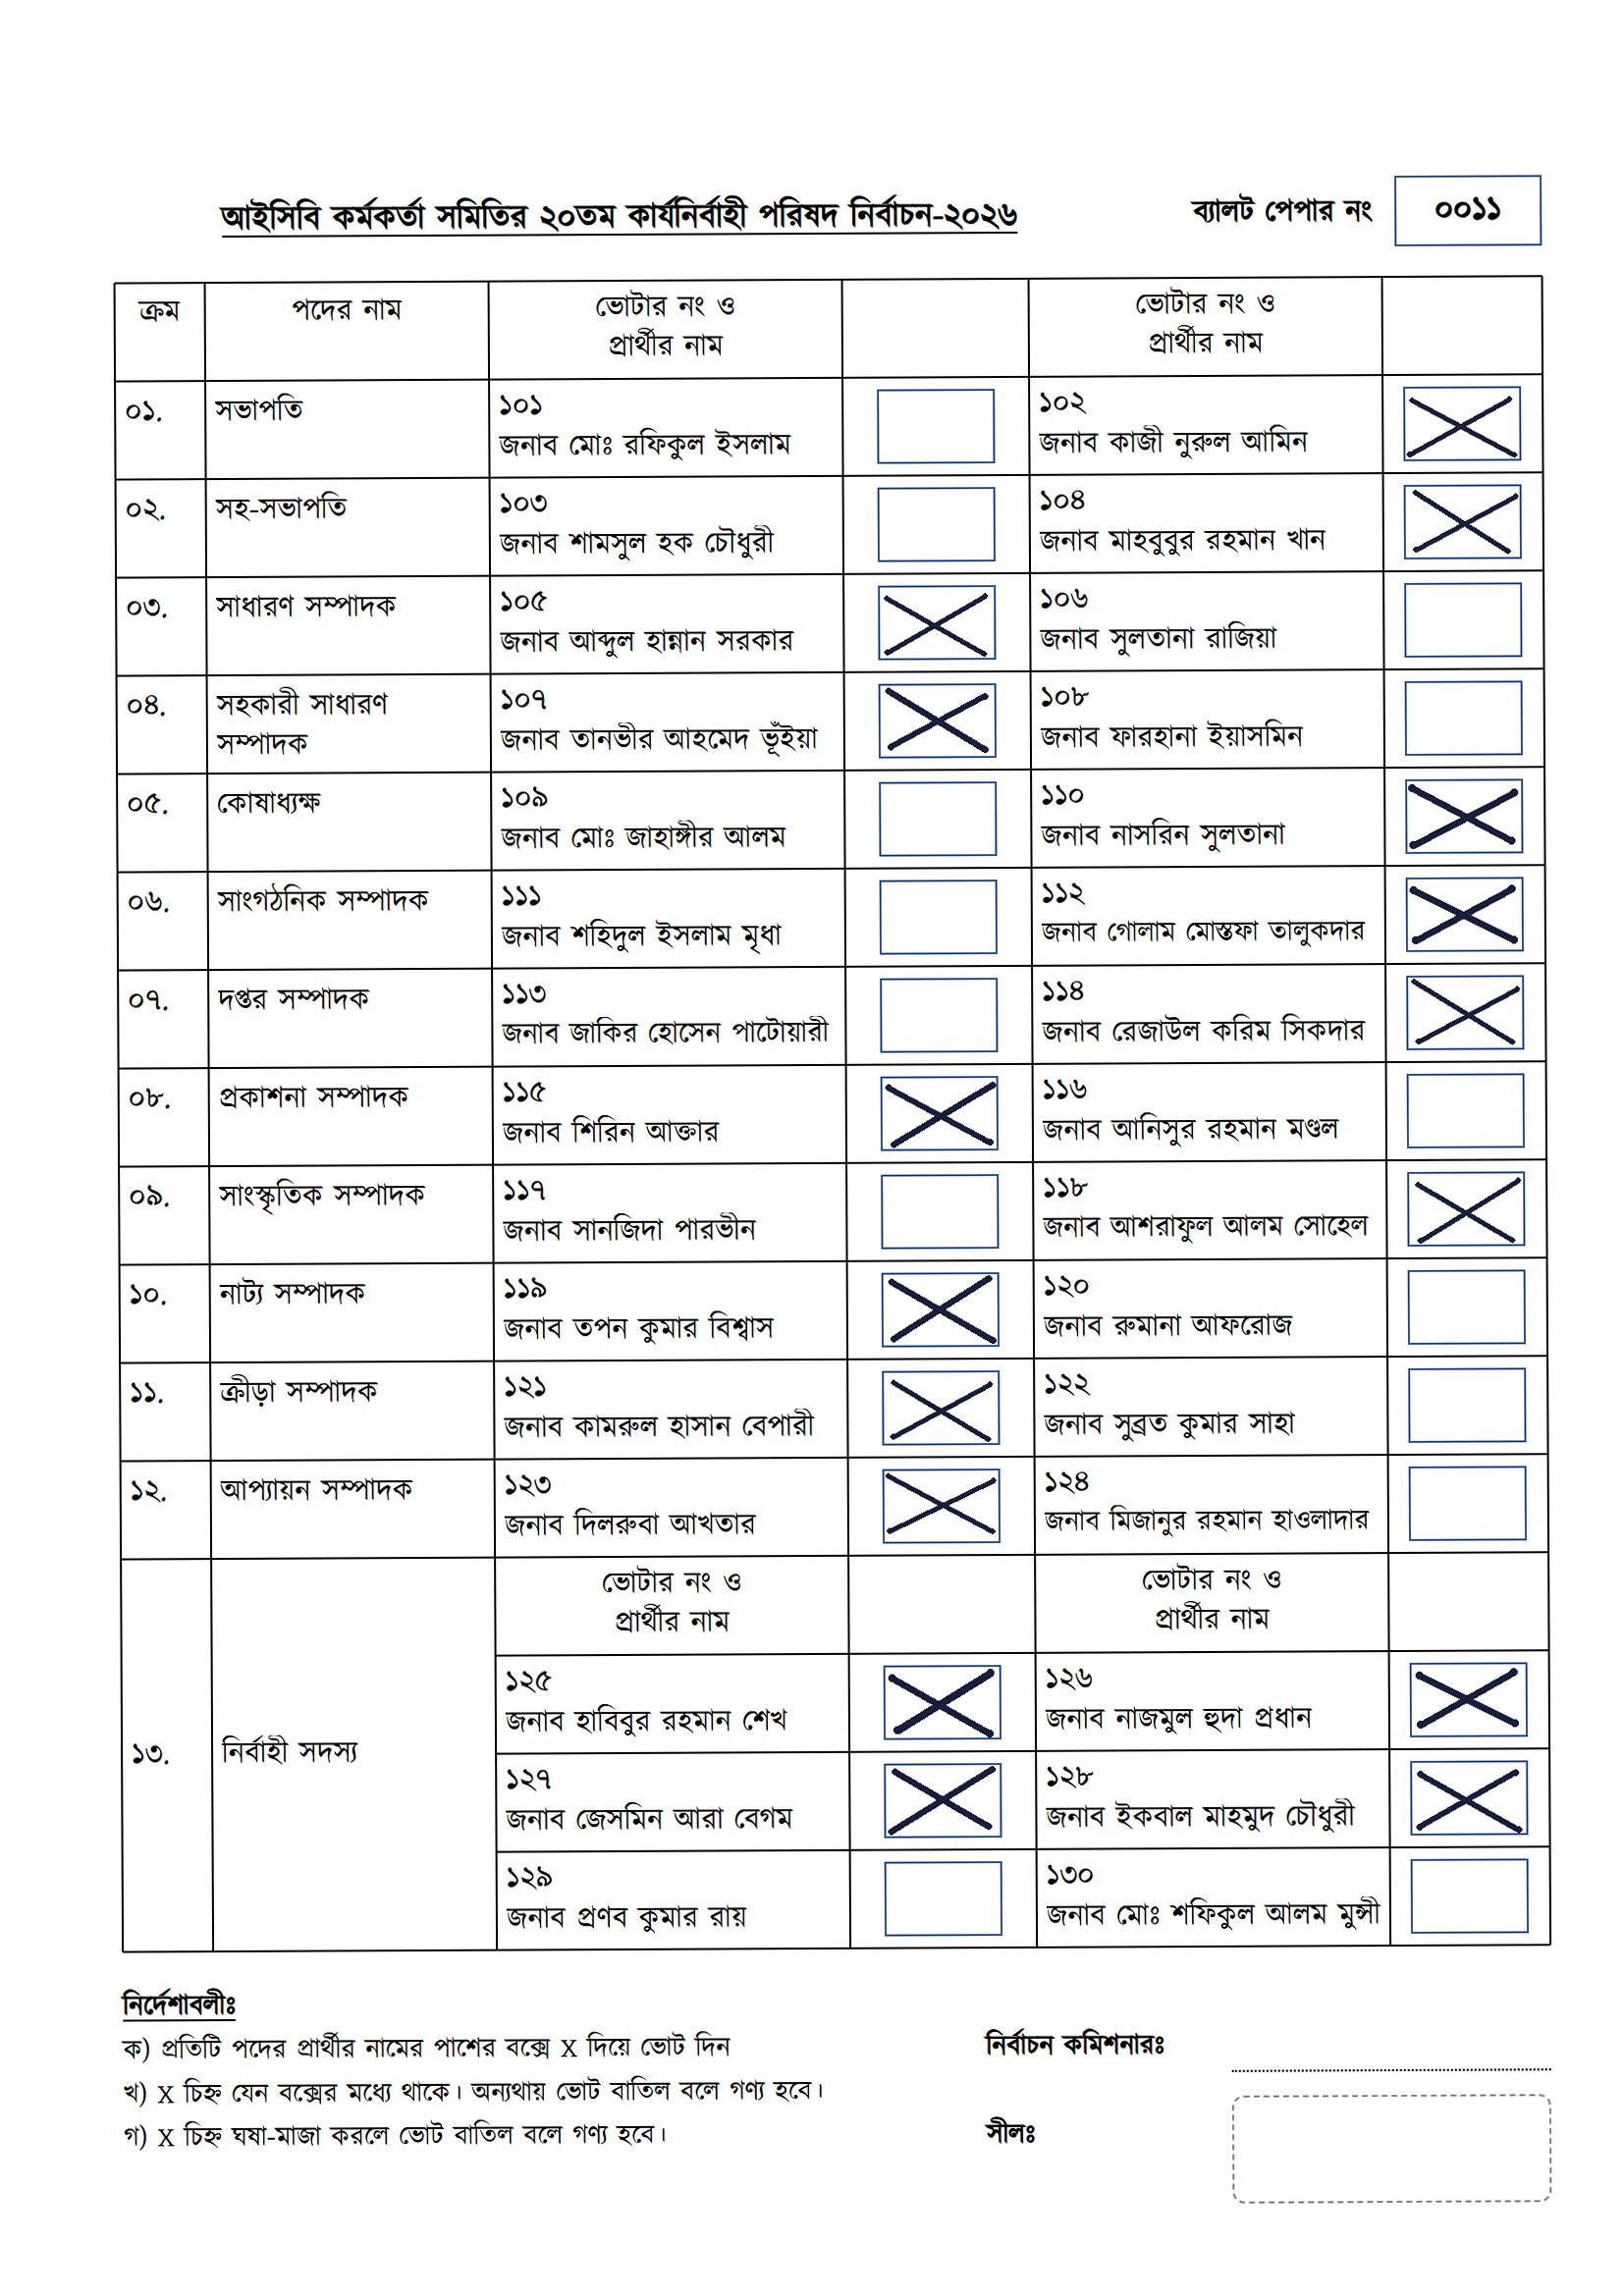 আইসিবি কর্মকর্তা সমিতির ২০তম কার্যনির্বাহী পরিষদ নির্বাচন-২০২৬ ব্যালট পেপার নং ০০১১
ক্রম পদের নাম ভোটার নং ও ভোটার নং ও
প্রার্থীর নাম প্রার্থীর নাম
০১. সভাপতি ১০১ ১০২
জনাব মোঃ রফিকুল ইসলাম জনাব কাজী নুরুল আমিন
০২. সহ-সভাপতি ১০৩ ১০৪
জনাব শামসুল হক চৌধুরী জনাব মাহবুবুর রহমান খান
০৩. সাধারণ সম্পাদক ১০৫ ১০৬
জনাব আব্দুল হান্নান সরকার জনাব সুলতানা রাজিয়া
০৪. সহকারী সাধারণ ১০৭ ১০৮
সম্পাদক জনাব তানভীর আহমেদ ভূঁইয়া জনাব ফারহানা ইয়াসমিন
০৫. কোষাধ্যক্ষ ১০৯ ১১০
জনাব মোঃ জাহাঙ্গীর আলম জনাব নাসরিন সুলতানা
০৬. সাংগঠনিক সম্পাদক ১১১ ১১২
জনাব শহিদুল ইসলাম মৃধা জনাব গোলাম মোস্তফা তালুকদার
০৭. দপ্তর সম্পাদক ১১৩ ১১৪
জনাব জাকির হোসেন পাটোয়ারী জনাব রেজাউল করিম সিকদার
০৮. প্রকাশনা সম্পাদক ১১৫ ১১৬
জনাব শিরিন আক্তার জনাব আনিসুর রহমান মণ্ডল
০৯. সাংস্কৃতিক সম্পাদক ১১৭ ১১৮
জনাব সানজিদা পারভীন জনাব আশরাফুল আলম সোহেল
১০. নাট্য সম্পাদক ১১৯ ১২০
জনাব তপন কুমার বিশ্বাস জনাব রুমানা আফরোজ
১১. ক্রীড়া সম্পাদক ১২১ ১২২
জনাব কামরুল হাসান বেপারী জনাব সুব্রত কুমার সাহা
১২. আপ্যায়ন সম্পাদক ১২৩ ১২৪
জনাব দিলরুবা আখতার জনাব মিজানুর রহমান হাওলাদার
ভোটার নং ও ভোটার নং ও
প্রার্থীর নাম প্রার্থীর নাম
১২৫ ১২৬
জনাব হাবিবুর রহমান শেখ জনাব নাজমুল হুদা প্রধান
১৩. নির্বাহী সদস্য
১২৭ ১২৮
জনাব জেসমিন আরা বেগম জনাব ইকবাল মাহমুদ চৌধুরী
১২৯ ১৩০
জনাব প্রণব কুমার রায় জনাব মোঃ শফিকুল আলম মুন্সী
নির্দেশাবলীঃ
ক) প্রতিটি পদের প্রার্থীর নামের পাশের বক্সে x দিয়ে ভোট দিন নির্বাচন কমিশনারঃ
খ) x চিহ্ন যেন বক্সের মধ্যে থাকে। অন্যথায় ভোট বাতিল বলে গণ্য হবে।
গ) x চিহ্ন ঘষা-মাজা করলে ভোট বাতিল বলে গণ্য হবে। সীলঃ